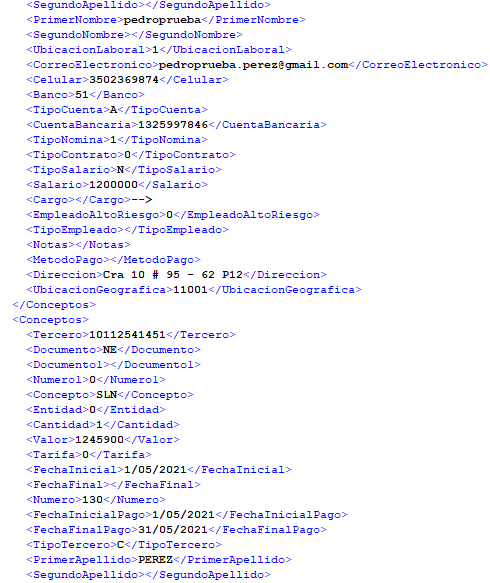 <SegundoApellido></SegundoApellido>
<PrimerNombre>pedroprueba</PrimerNombre>
<SegundoNombre></SegundoNombre>
<UbicacionLaboral>1</UbicacionLaboral>
<CorreoElectronico>pedroprueba.perez@gmail.com</CorreoElectronico>
<Celular>3502369874</Celular>
<Banco>51</Banco>
<TipoCuenta>A</TipoCuenta>
<CuentaBancaria>1325997846</CuentaBancaria>
<TipoNomina>1</TipoNomina>
<TipoContrato>0</TipoContrato>
<TipoSalario>N</TipoSalario>
<Salario>1200000</Salario>
<Cargo></Cargo>-->
<EmpleadoAltoRiesgo>0</EmpleadoAltoRiesgo>
<TipoEmpleado></TipoEmpleado>
<Notas></Notas>
<MetodoPago></MetodoPago>
<Direccion>Cra 10 # 95 - 62 P12</Direccion>
<UbicacionGeografica>11001</UbicacionGeografica>
</Conceptos>
<Conceptos>
<Tercero>10112541451</Tercero>
<Documento>NE</Documento>
<Documento1></Documento1>
<Numero1>0</Numero1>
<Concepto>SLN</Concepto>
<Entidad>0</Entidad>
<Cantidad>1</Cantidad>
<Valor>1245900</Valor>
<Tarifa>0</Tarifa>
<FechaInicial>1/05/2021</FechaInicial>
<FechaFinal></FechaFinal>
<Numero>130</Numero>
<FechaInicialPago>1/05/2021</FechaInicialPago>
<FechaFinalPago>31/05/2021</FechaFinalPago>
<TipoTercero>C</TipoTercero>
<PrimerApellido>PEREZ</PrimerApellido>
<SegundoApellido></SegundoApellido>